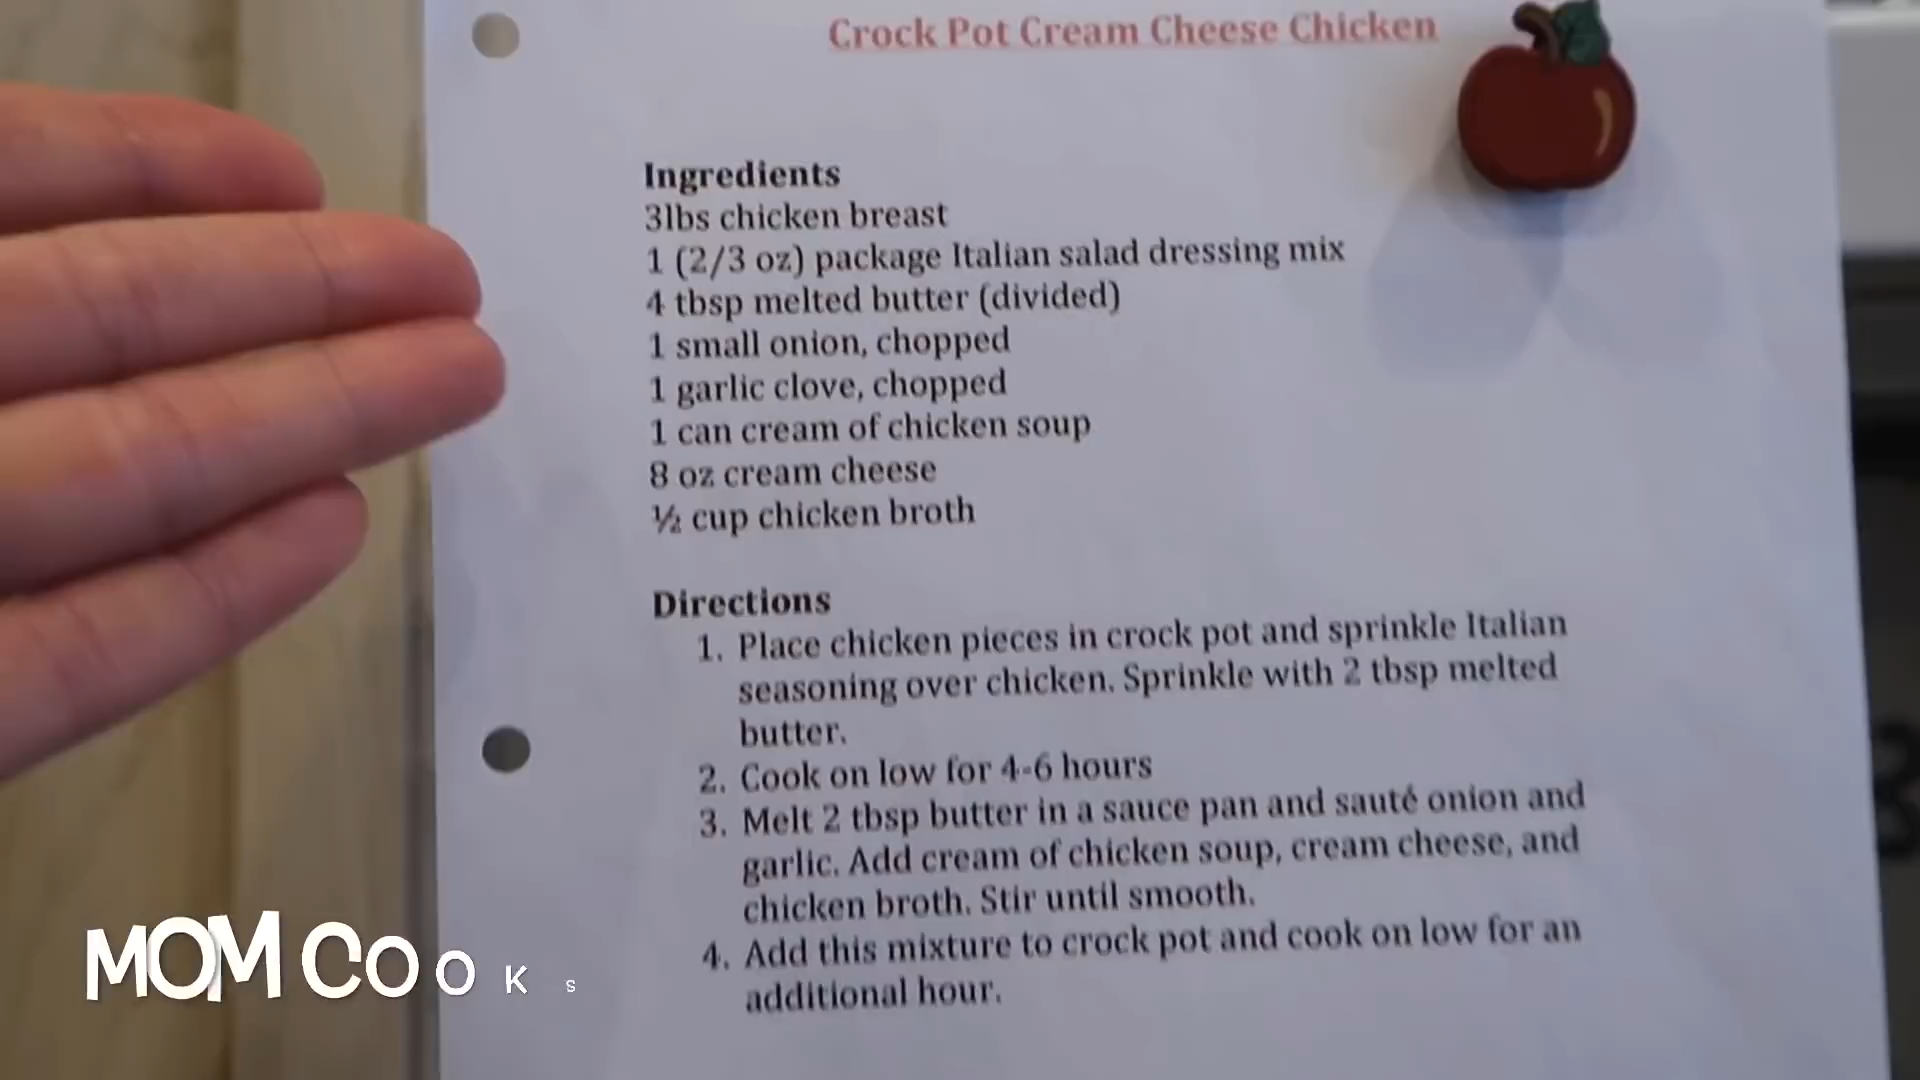 Crock Pot Cream Cheese Chicken
Ingredients
3lbs chicken breast
1 (2/3 oz) package Italian salad dressing mix
4 tbsp melted butter (divided)
1 small onion, chopped
1 garlic clove, chopped
1 can cream of chicken soup
8 oz cream cheese
½ cup chicken broth
Directions
1. Place chicken pieces in crock pot and sprinkle Italian
seasoning over chicken. Sprinkle with 2 tbsp melted
butter.
2. Cook on low for 4-6 hours
3. Melt 2 tbsp butter in a sauce pan and sauté onion and
garlic. Add cream of chicken soup, cream cheese, and
chicken broth. Stir until smooth.
4. Add this mixture to crock pot and cook on low for an
additional hour.
MOM COOKS